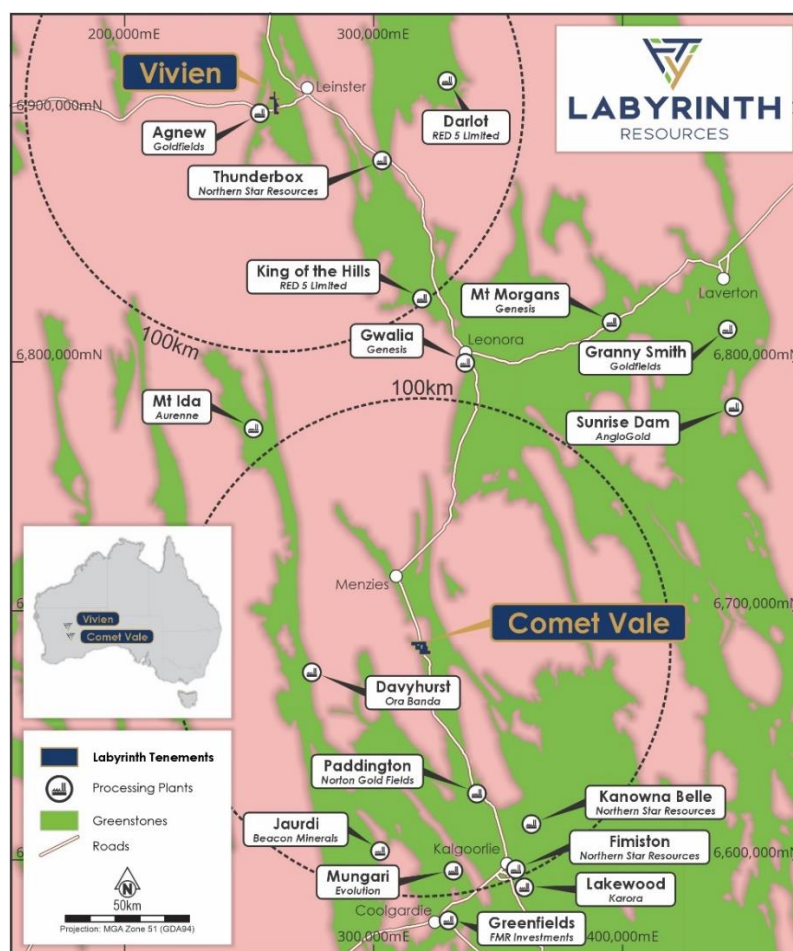 200,000mE
300,000mE
Vivien
Leinster
LABYRINTH
RESOURCES
6,900,000mN
Agnew
Goldfields
Darlot
RED 5 Limited
Thunderbox
Northern Star Resources
King of the Hills
RED 5 Limited
Mt Morgans
Genesis
Laverton
100km
Gwalia
Genesis
Leonora
Granny Smith
Goldfields
6,800,000mN
6,800,000mN
100km
Mt Ida
Aurenne
Sunrise Dam
AngloGold
Menzies
6,700,000mN
Vivien
Comet Vale
Comet Vale
Davyhurst
Ora Banda
Labyrinth Tenements
Processing Plants
Greenstones
Roads
N
50km
Projection: MGA Zone 51 (GDA94)
Paddington
Norton Gold Fields
Kanowna Belle
Northern Star Resources
Jaurdi
Beacon Minerals
Kalgoorlie
Fimiston
Northern Star Resources
6,600,000mN
Mungari
Evolution
Lakewood
Karora
Coolgardie
Greenfields
FMR Investments
300,000mE
400,000mE